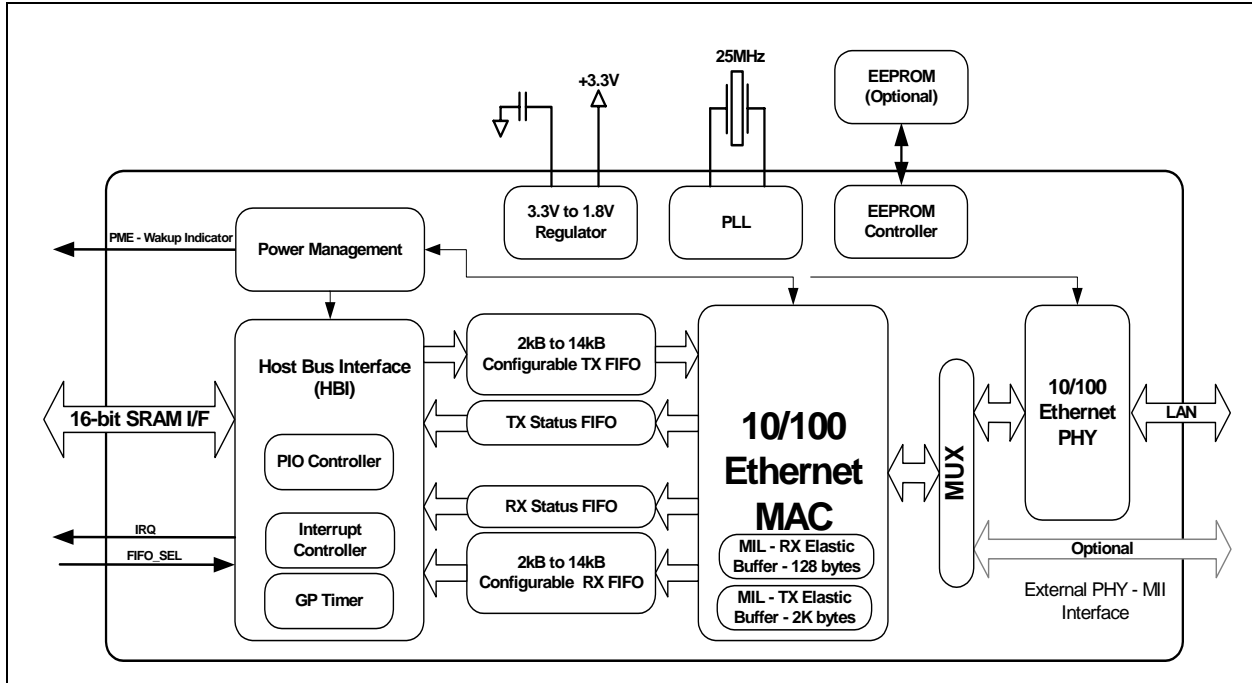 25MHz
+3.3V
EEPROM
(Optional)
3.3V to 1.8V
Regulator
PLL
EEPROM
Controller
PME - Wakup Indicator
Power Management
Host Bus Interface
(HBI)
2kB to 14kB
Configurable TX FIFO
16-bit SRAM I/F
TX Status FIFO
PIO Controller
RX Status FIFO
IRQ
FIFO_SEL
Interrupt
Controller
2kB to 14kB
Configurable RX FIFO
GP Timer
10/100
Ethernet
MAC
MIL - RX Elastic
Buffer - 128 bytes
MIL - TX Elastic
Buffer - 2K bytes
MUX
10/100
Ethernet
PHY
LAN
Optional
External PHY - MII
Interface